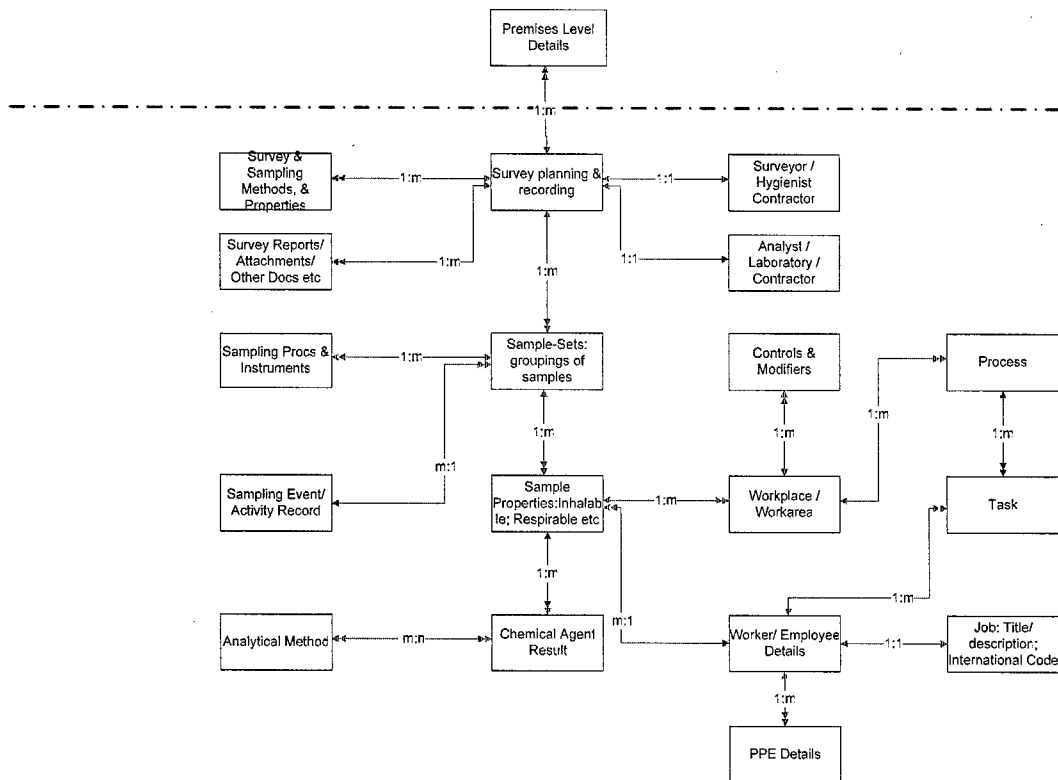 Premises Level
Details
1:m
Survey &
Sampling
Methods, &
Properties
1:m
Survey planning &
recording
1:1
Surveyor /
Hygienist
Contractor
Survey Reports/
Attachments/
Other Docs etc
1:m
1:m
1:1
Analyst /
Laboratory /
Contractor
Sampling Procs &
Instruments
1:m
Sample-Sets:
groupings of
samples
Controls &
Modifiers
Process
1:m
1:m
1:m
1:m
m:1
Sampling Event/
Activity Record
Sample
Properties:Inhalab
le; Respirable etc
1:m
Workplace /
Workarea
Task
1:m
1:m
m:1
Analytical Method
m:n
Chemical Agent
Result
Worker/ Employee
Details
1:1
Job: Title/
description;
International Code
1:m
PPE Details